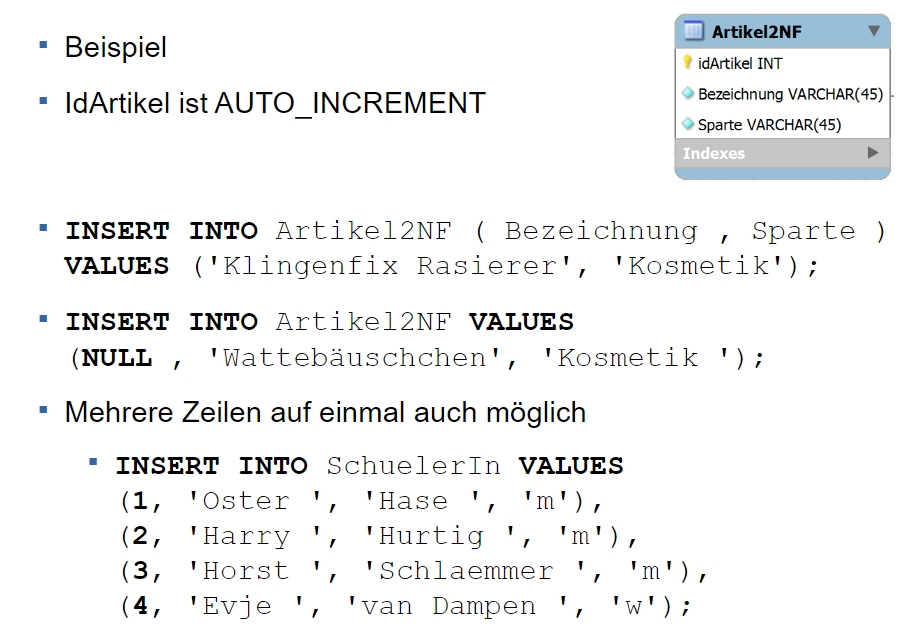 Beispiel
IdArtikel ist AUTO_INCREMENT
Artikel2NF
idArtikel INT
Bezeichnung VARCHAR(45)
Sparte VARCHAR(45)
Indexes
INSERT INTO Artikel2NF ( Bezeichnung , Sparte )
VALUES ('Klingenfix Rasierer', 'Kosmetik');
INSERT INTO Artikel2NF VALUES
(NULL , 'Wattebäuschchen', 'Kosmetik ');
Mehrere Zeilen auf einmal auch möglich
INSERT INTO SchuelerIn VALUES
(1, 'Oster ', 'Hase ', 'm'),
(2, 'Harry ', 'Hurtig ', 'm'),
(3, 'Horst ', 'Schlaemmer ', 'm'),
(4, 'Evje ', 'van Dampen ', 'w');